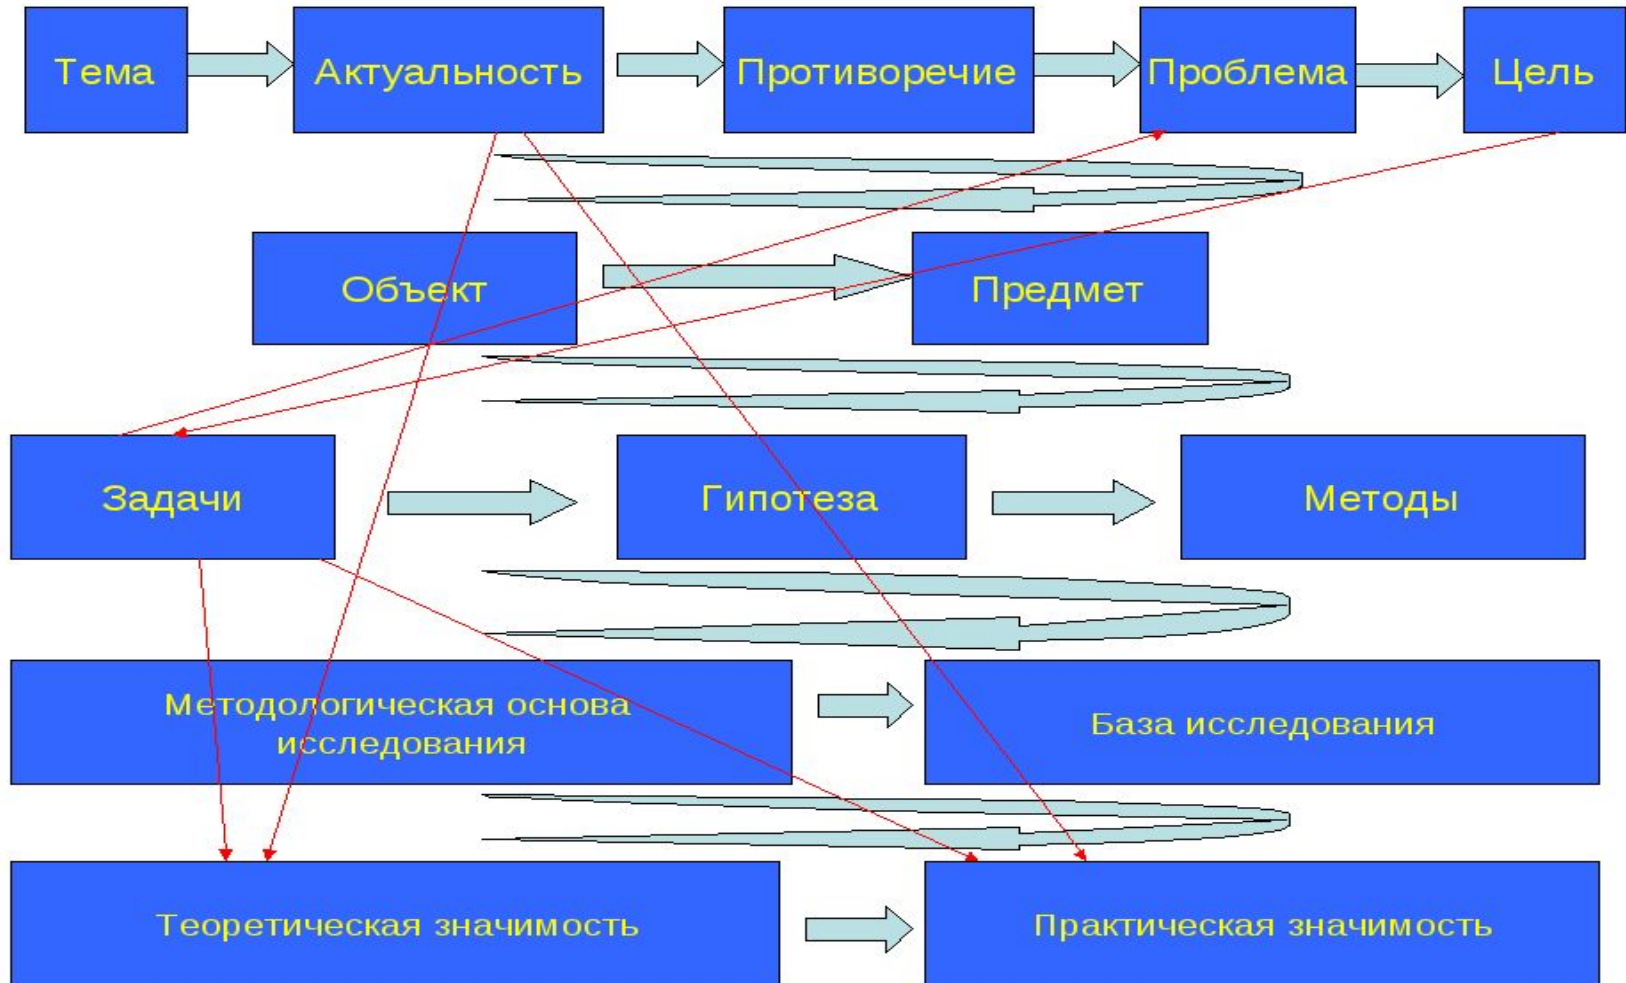 Тема
Актуальность
Противоречие
Проблема
Цель
Объект
Предмет
Задачи
Гипотеза
Методы
Методологическая основа
исследования
База исследования
Теоретическая значимость
Практическая значимость